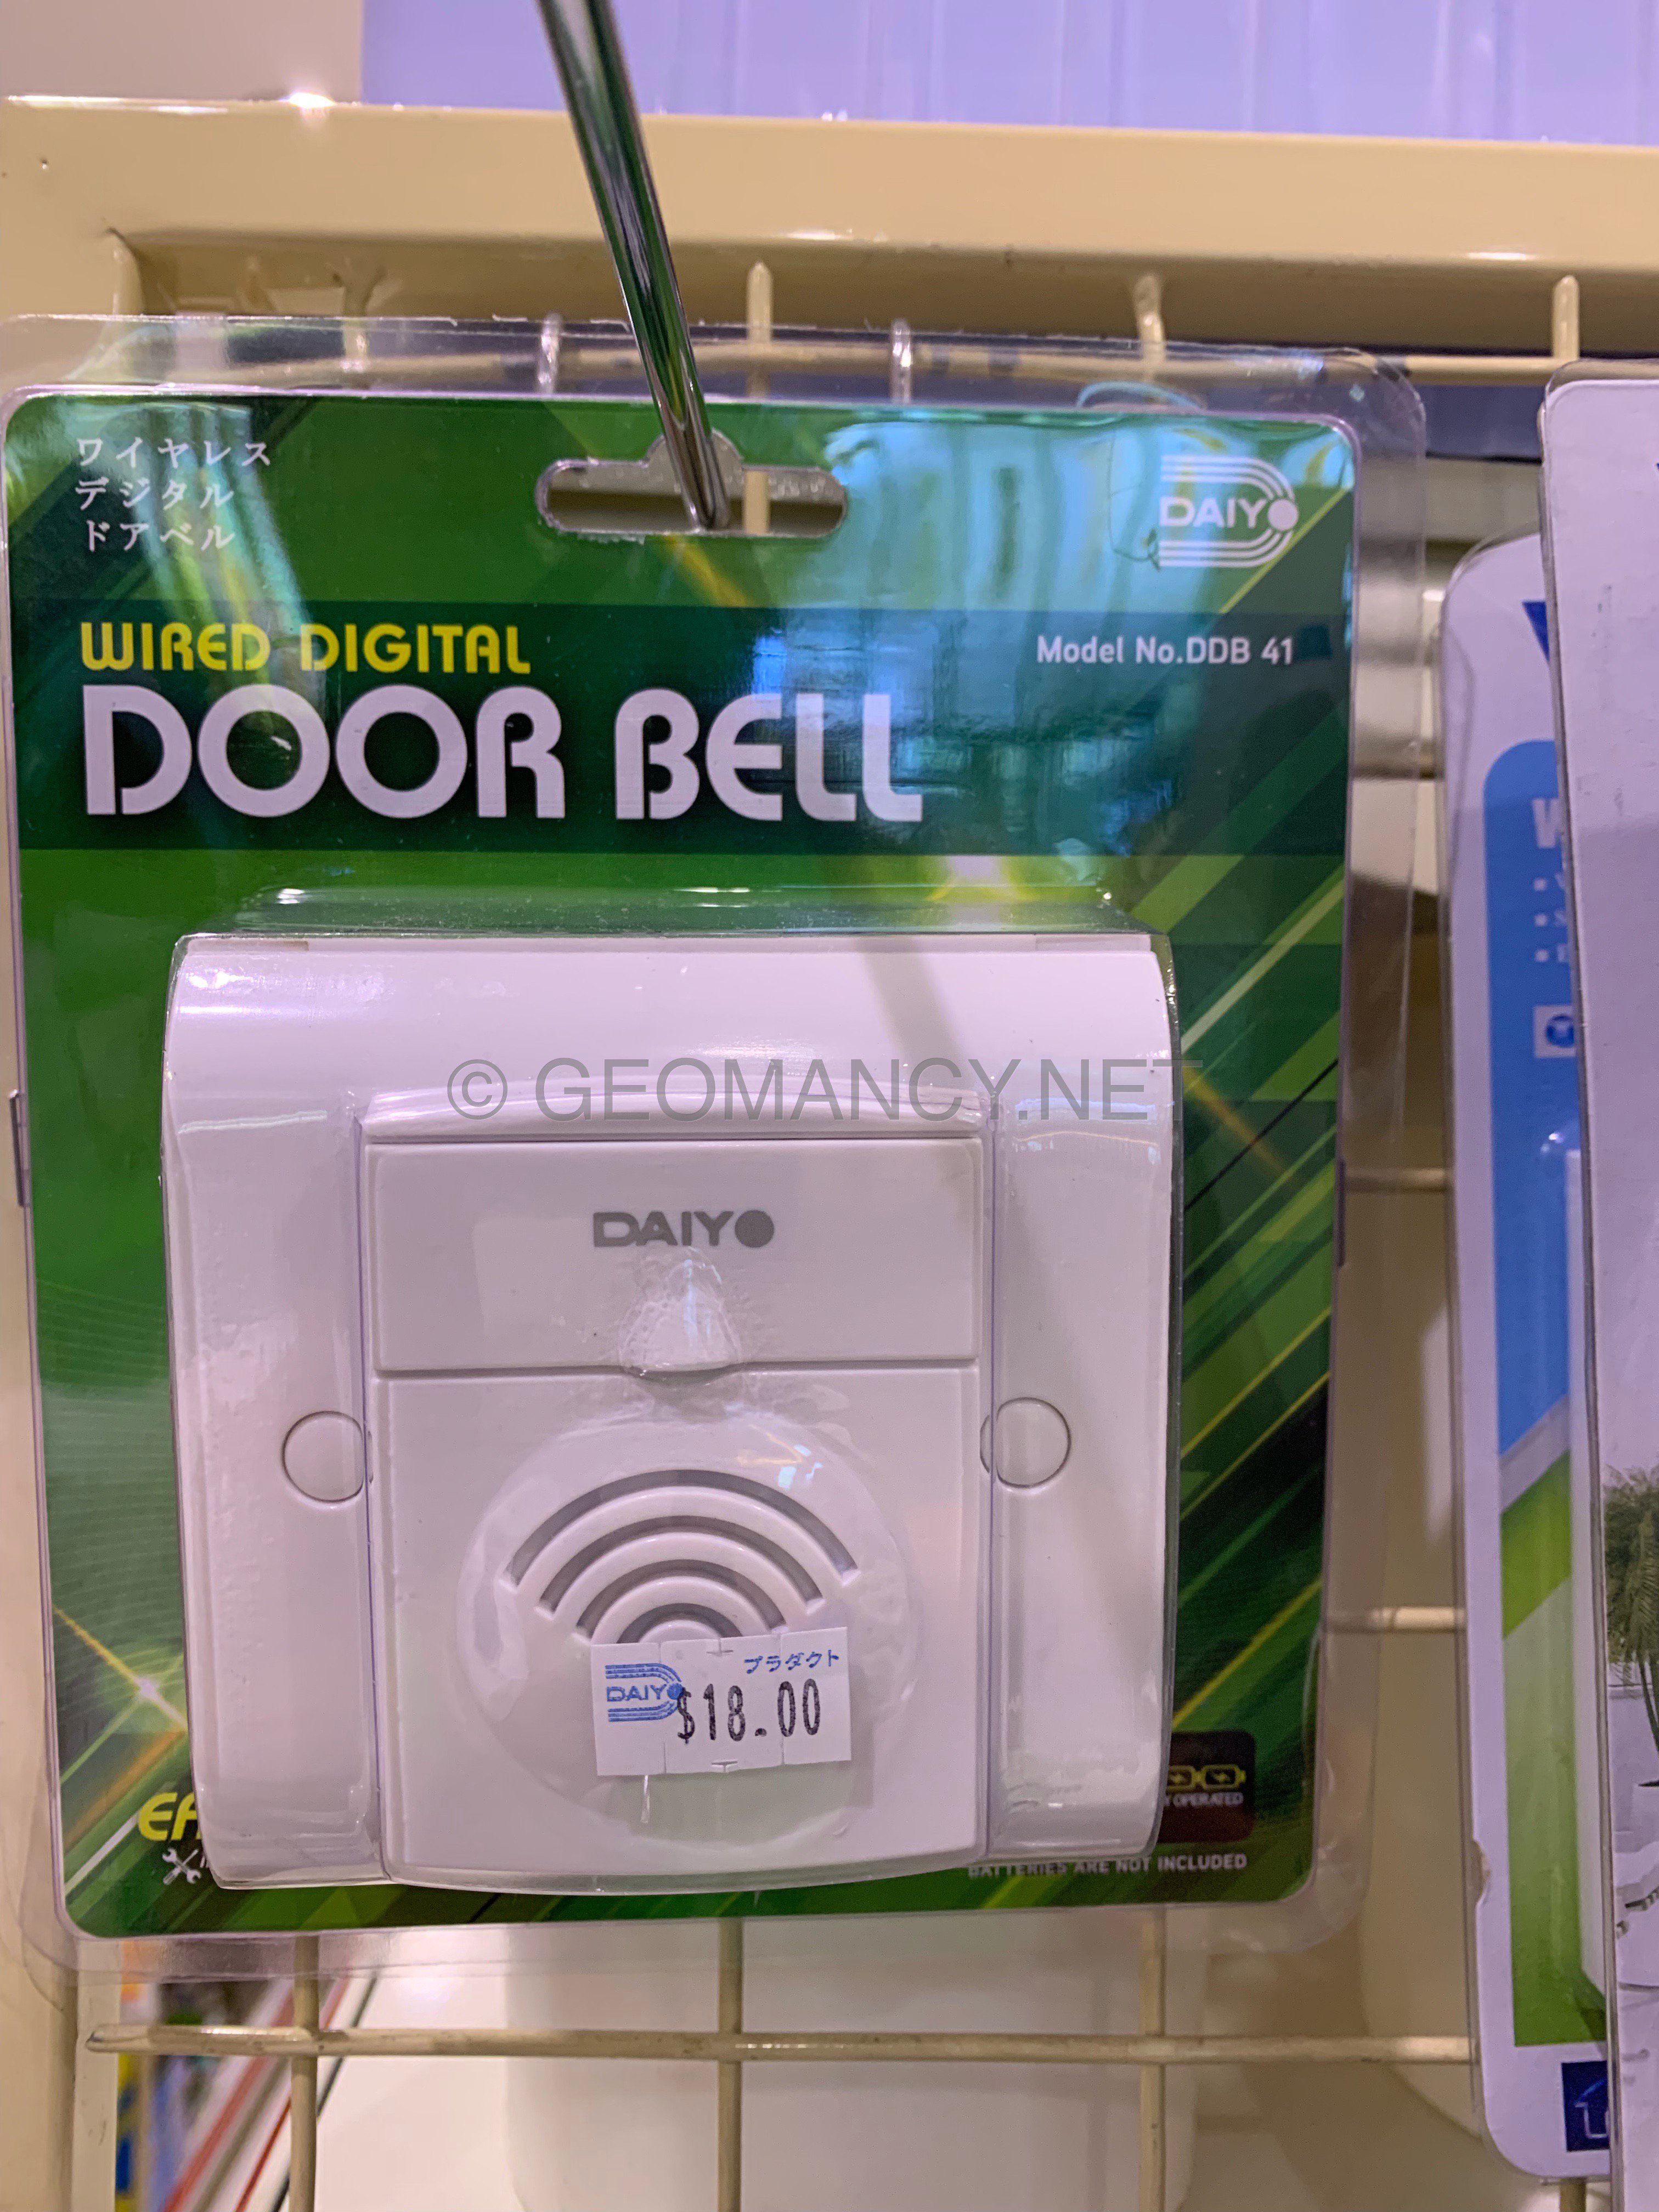 ワイヤレス
デジタル
ドアベル
DAIYO
WIRED DIGITAL
Model No.DDB 41
DOOR BELL
© GEOMANCY.NET
DAIYO
プラダクト
DAIYO
$18.00
OPERATED
BATTERIES ARE NOT INCLUDED